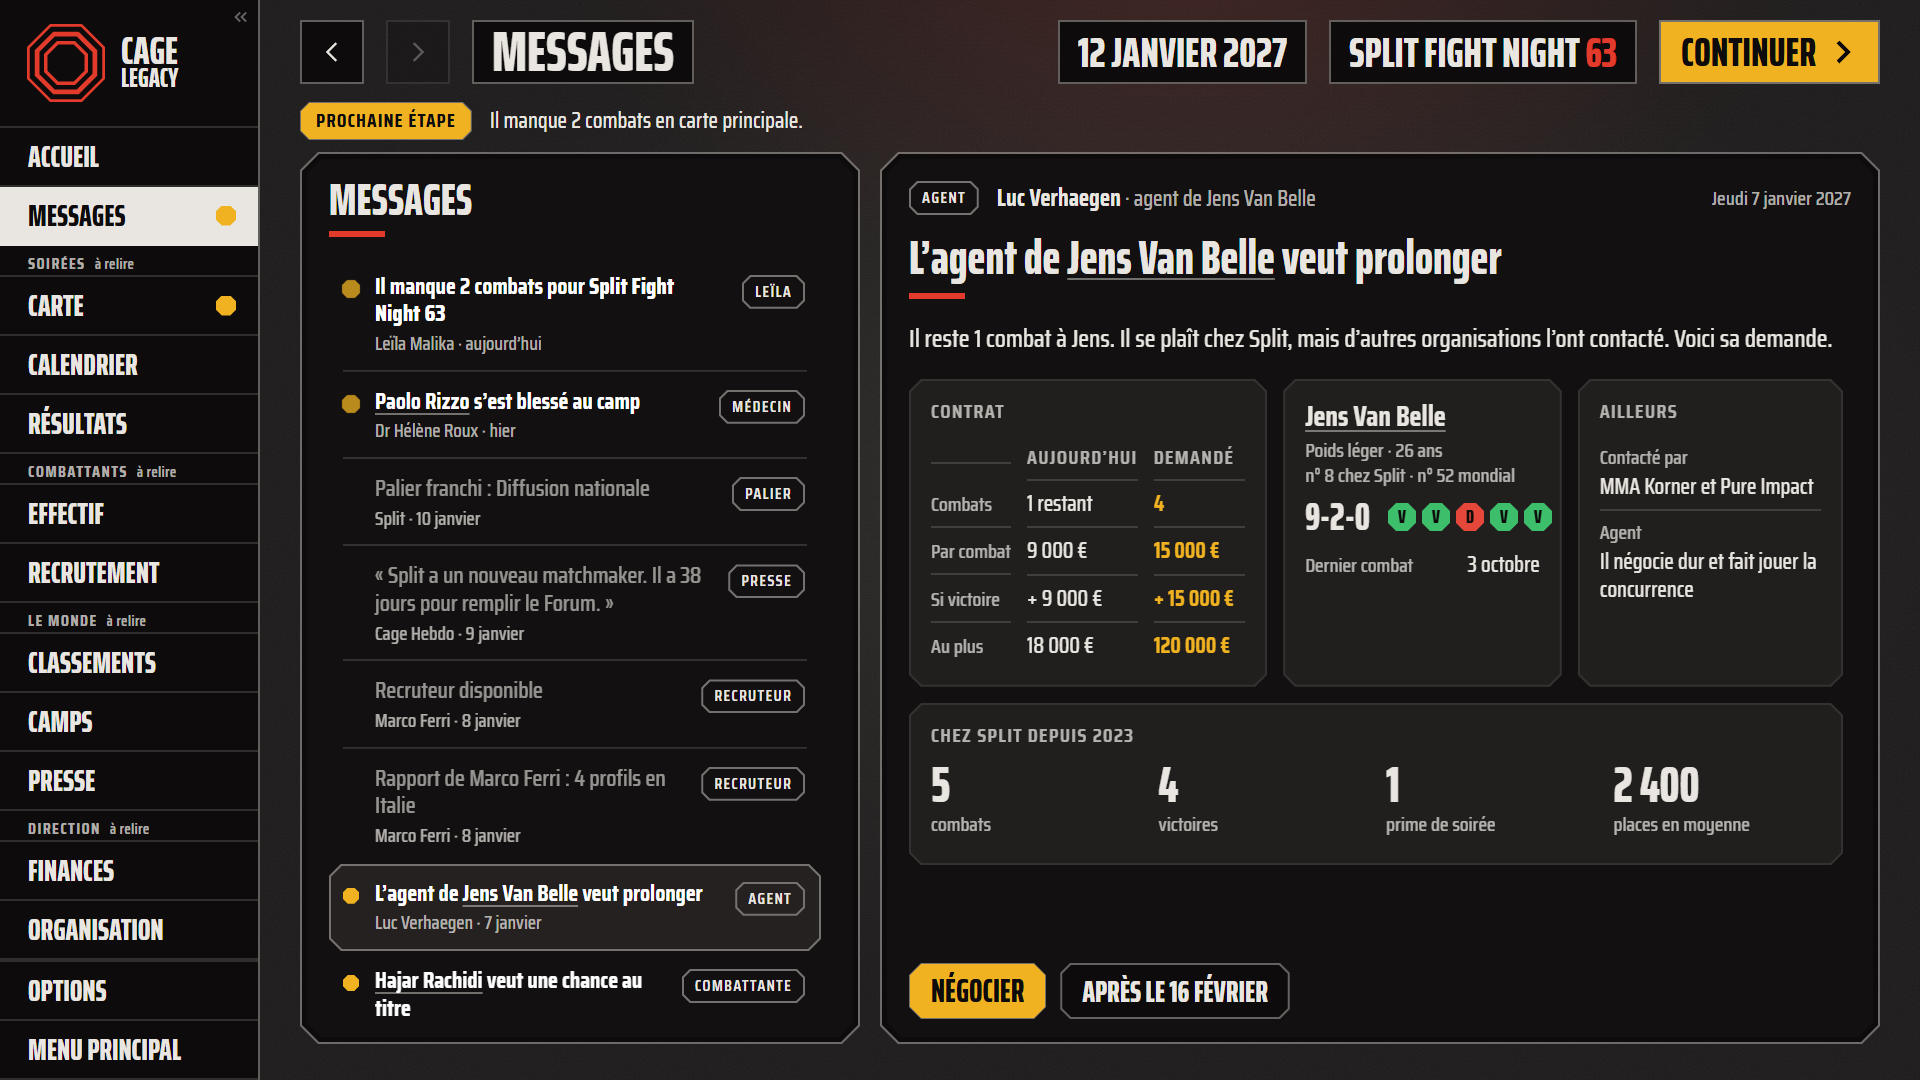 CAGE
LEGACY
«
MESSAGES
12 JANVIER 2027
SPLIT FIGHT NIGHT 63
CONTINUER
PROCHAINE ÉTAPE
Il manque 2 combats en carte principale.
ACCUEIL
MESSAGES
SOIRÉES à relire
CARTE
CALENDRIER
RÉSULTATS
COMBATTANTS à relire
EFFECTIF
RECRUTEMENT
LE MONDE à relire
CLASSEMENTS
CAMPS
PRESSE
DIRECTION à relire
FINANCES
ORGANISATION
OPTIONS
MENU PRINCIPAL
MESSAGES
Il manque 2 combats pour Split Fight
Night 63
LEÏLA
Leïla Malika · aujourd’hui
Paolo Rizzo s’est blessé au camp
MÉDECIN
Dr Hélène Roux · hier
Palier franchi : Diffusion nationale
PALIER
Split · 10 janvier
« Split a un nouveau matchmaker. Il a 38
jours pour remplir le Forum. »
PRESSE
Cage Hebdo · 9 janvier
Recruteur disponible
RECRUTEUR
Marco Ferri · 8 janvier
Rapport de Marco Ferri : 4 profils en
Italie
RECRUTEUR
Marco Ferri · 8 janvier
L’agent de Jens Van Belle veut prolonger
AGENT
Luc Verhaegen · 7 janvier
Hajar Rachidi veut une chance au
titre
COMBATTANTE
AGENT
Luc Verhaegen · agent de Jens Van Belle
Jeudi 7 janvier 2027
L’agent de Jens Van Belle veut prolonger
Il reste 1 combat à Jens. Il se plaît chez Split, mais d’autres organisations l’ont contacté. Voici sa demande.
CONTRAT
AUJOURD’HUI DEMANDÉ
Combats 1 restant 4
Par combat 9 000 € 15 000 €
Si victoire + 9 000 € + 15 000 €
Au plus 18 000 € 120 000 €
Jens Van Belle
Poids léger · 26 ans
n° 8 chez Split · n° 52 mondial
9-2-0 V V D V V
Dernier combat 3 octobre
AILLEURS
Contacté par
MMA Korner et Pure Impact
Agent
Il négocie dur et fait jouer la
concurrence
CHEZ SPLIT DEPUIS 2023
5 4 1 2 400
combats victoires prime de soirée places en moyenne
NÉGOCIER
APRÈS LE 16 FÉVRIER